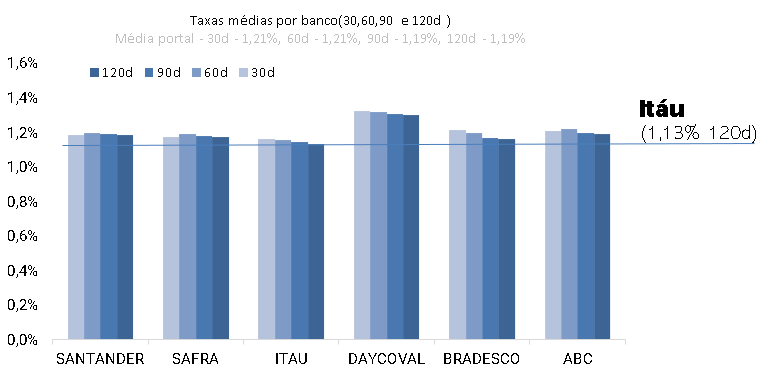 Taxas médias por banco(30,60,90 e 120d )
Média portal - 30d - 1,21%, 60d - 1,21%, 90d - 1,19%, 120d - 1,19%
1,6%
120d 90d 60d 30d
1,4%
Itáu
(1,13% 120d)
1,2%
1,0%
0,8%
0,6%
0,4%
0,2%
0,0%
SANTANDER SAFRA ITAU DAYCOVAL BRADESCO ABC